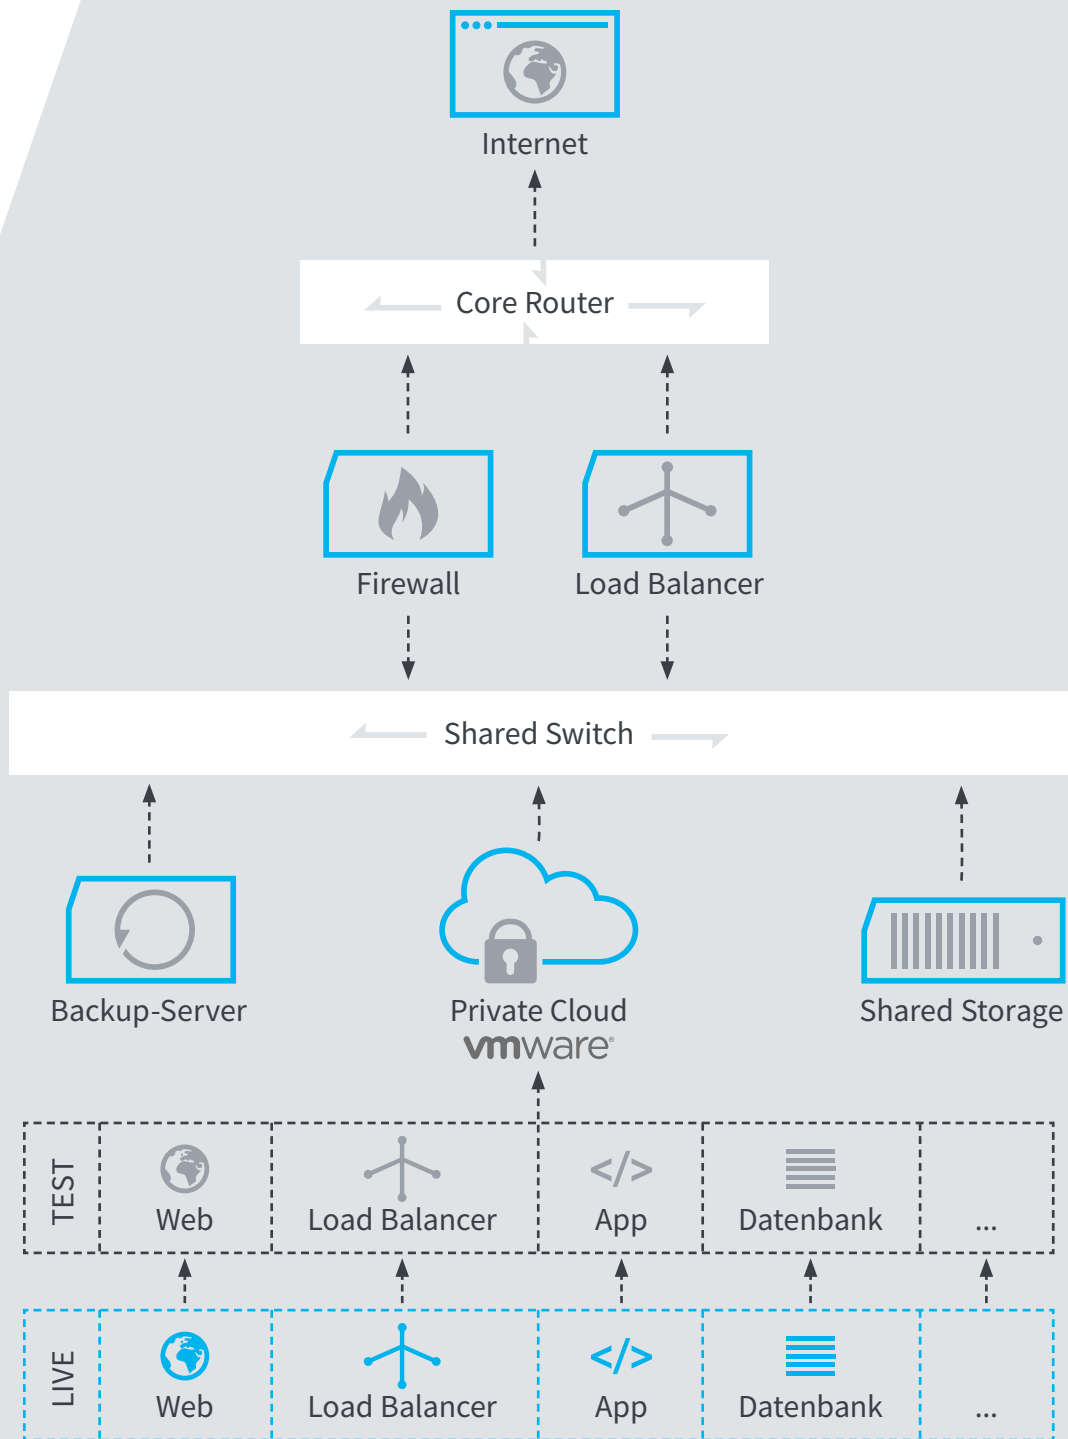 Internet
Core Router
Firewall
Load Balancer
Shared Switch
Backup-Server
Private Cloud
vmware®
Shared Storage
TEST
</>
Web
Load Balancer
App
Datenbank
...
LIVE
</>
Web
Load Balancer
App
Datenbank
...